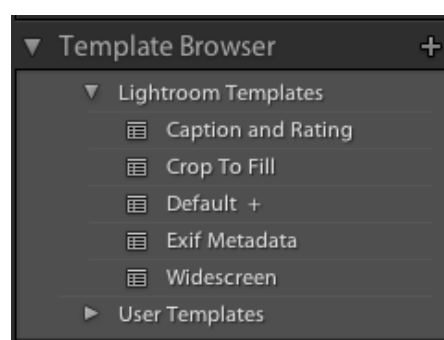 Template Browser +
Lightroom Templates
Caption and Rating
Crop To Fill
Default +
Exif Metadata
Widescreen
User Templates